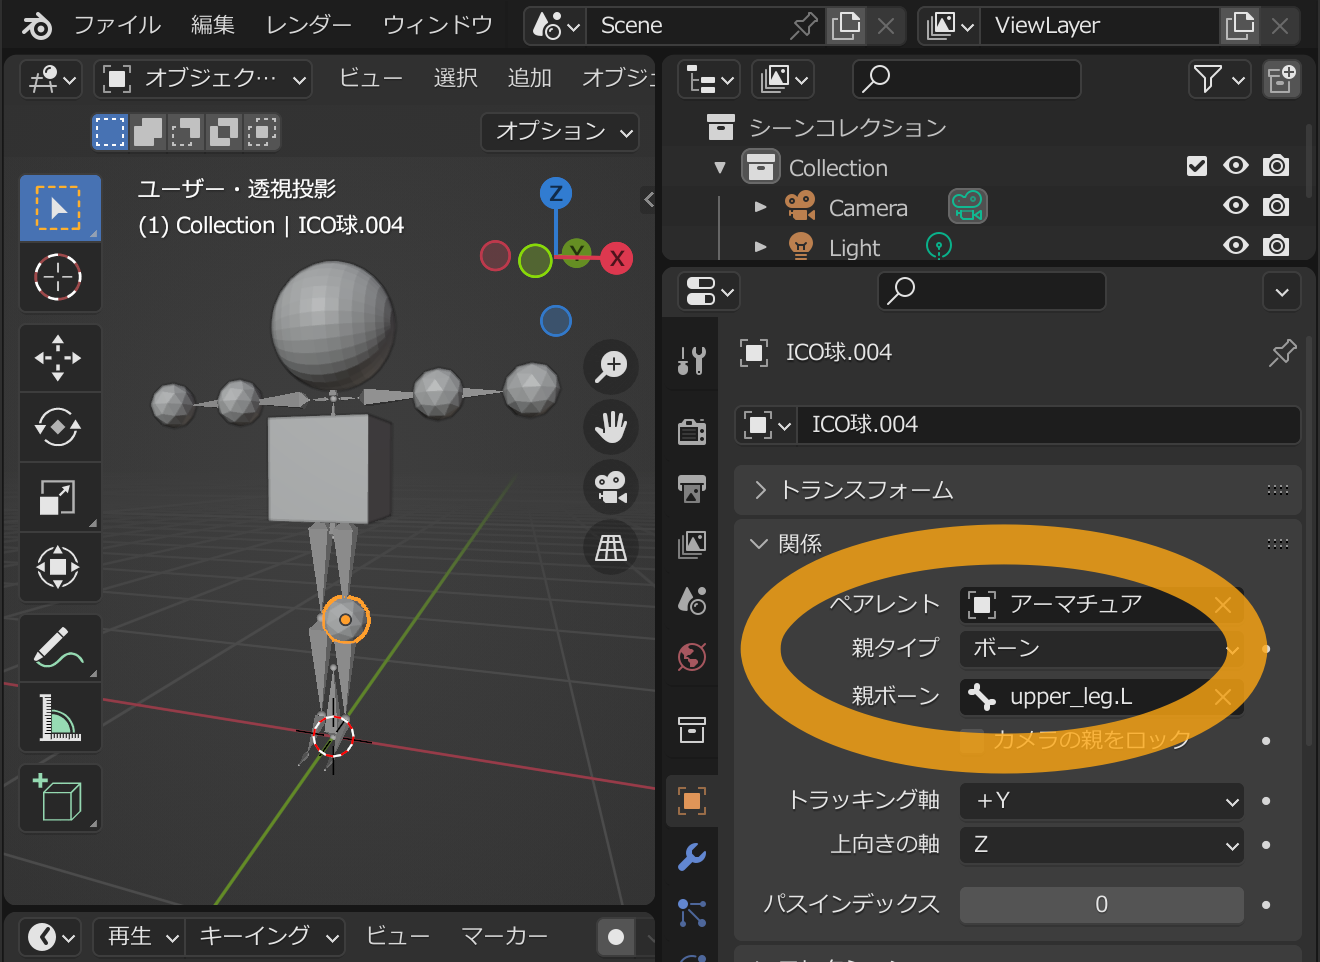 ファイル 編集 レンダー ウィンドウ Scene ViewLayer
オブジェク… ビュー 選択 追加 オブジェ
オプション
ユーザー・透視投影
(1) Collection | ICO球.004
Z
Y
X
シーンコレクション
Collection
Camera
Light
ICO球.004
ICO球.004
トランスフォーム
関係
ペアレント アーマチュア
親タイプ ボーン
親ボーン upper_leg.L
カメラの親をロック
トラッキング軸 +Y
上向きの軸 Z
パスインデックス 0
再生 キーイング ビュー マーカー